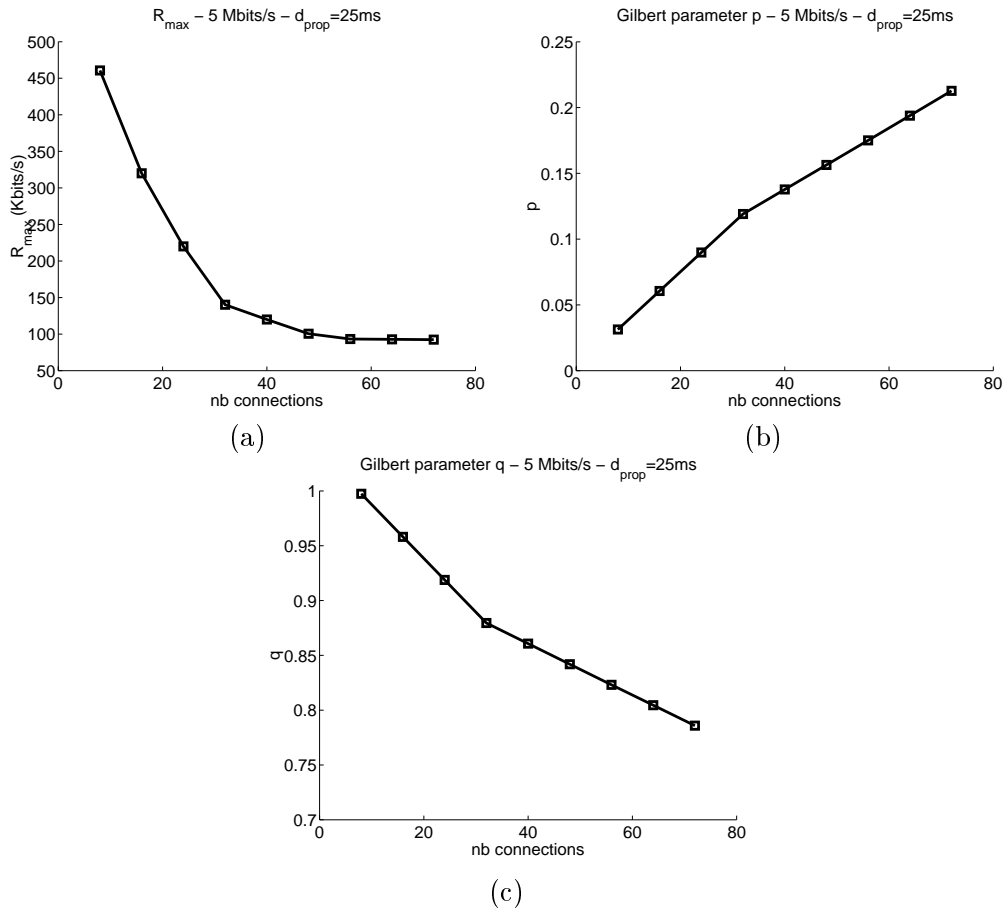 R_max − 5 Mbits/s − d_prop=25ms
500
450
400
350
300
250
200
150
100
50
R_max (Kbits/s)
0 20 40 60 80
nb connections
(a)
Gilbert parameter p − 5 Mbits/s − d_prop=25ms
0.25
0.2
0.15
0.1
0.05
0
p
0 20 40 60 80 100
nb connections
(b)
Gilbert parameter q − 5 Mbits/s − d_prop=25ms
1
0.95
0.9
0.85
0.8
0.75
0.7
q
0 20 40 60 80
nb connections
(c)